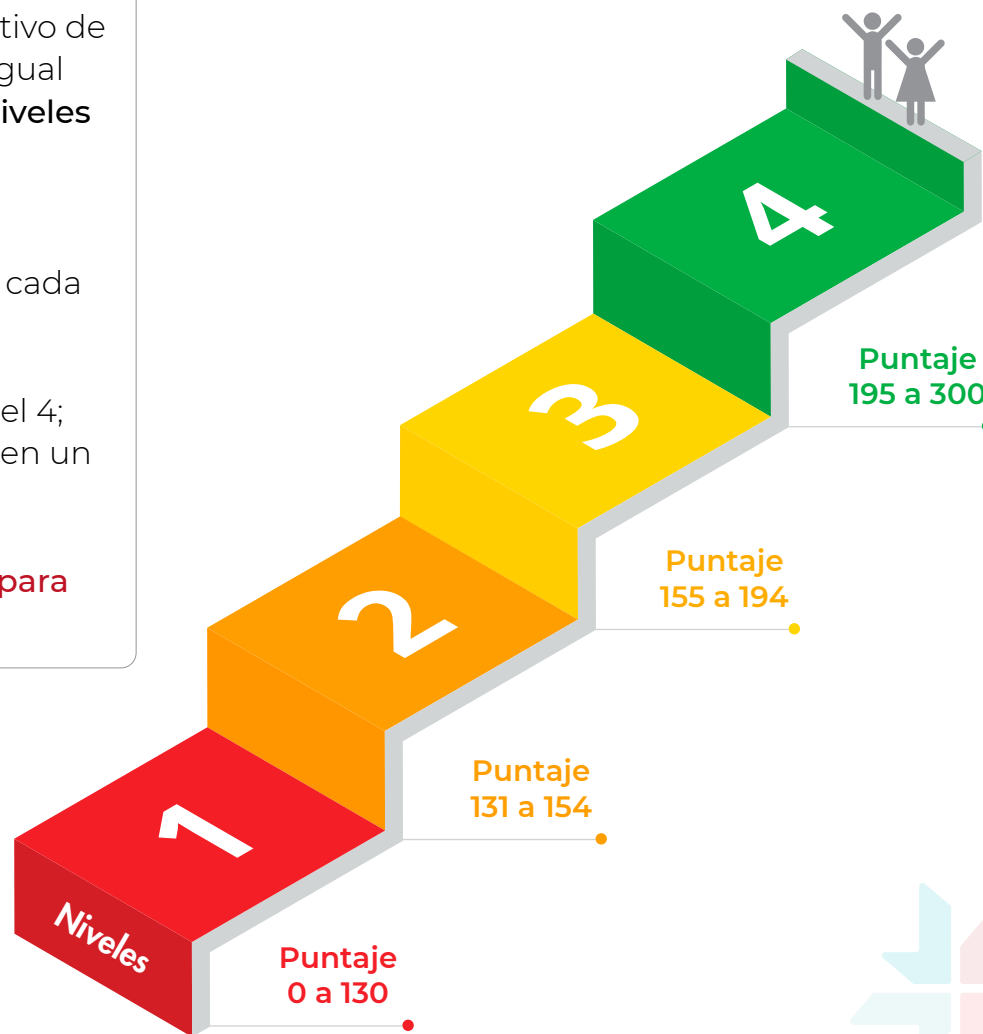 tivo de
gual
iveles
cada
el 4;
en un
para
4
Puntaje
195 a 300
3
Puntaje
155 a 194
2
Puntaje
131 a 154
1
Niveles
Puntaje
0 a 130